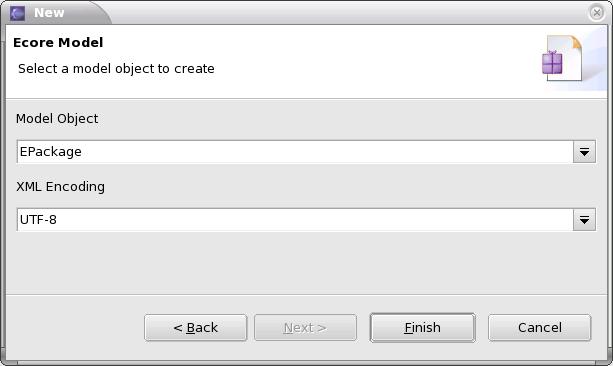 New
Ecore Model
Select a model object to create
Model Object
EPackage
XML Encoding
UTF-8
< Back Next > Finish Cancel